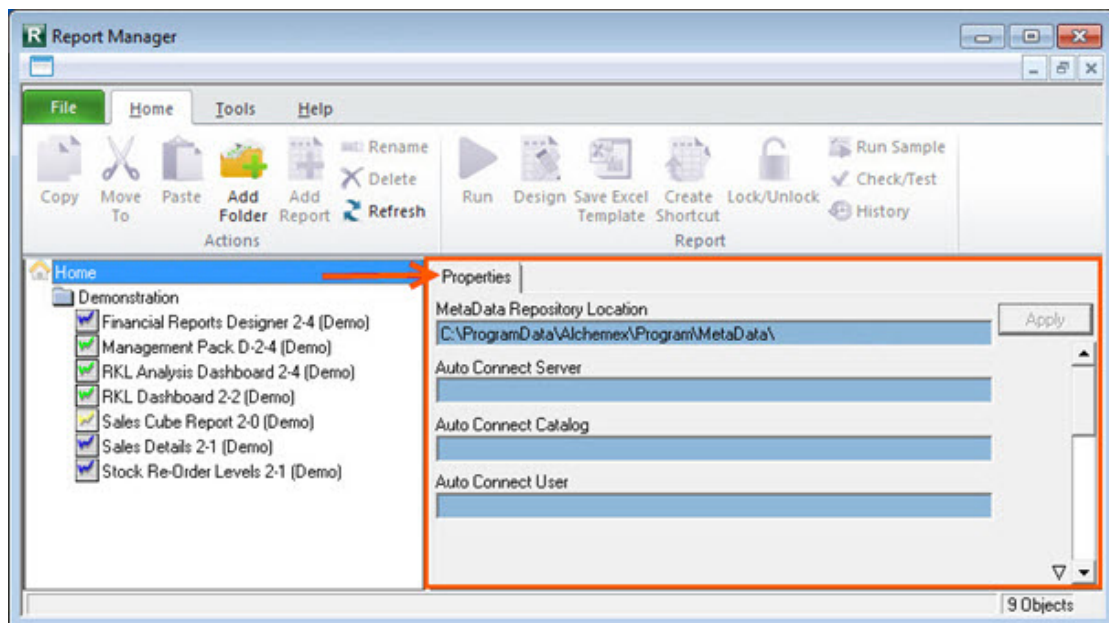 Report Manager
File Home Tools Help
Copy
Move To
Paste
Add Folder
Add Report
Rename
Delete
Refresh
Actions
Run
Design
Save Excel Template
Create Shortcut
Lock/Unlock
Run Sample
Check/Test
History
Report
Home
Demonstration
Financial Reports Designer 2-4 (Demo)
Management Pack D-2-4 (Demo)
RKL Analysis Dashboard 2-4 (Demo)
RKL Dashboard 2-2 (Demo)
Sales Cube Report 2-0 (Demo)
Sales Details 2-1 (Demo)
Stock Re-Order Levels 2-1 (Demo)
Properties
MetaData Repository Location
C:\ProgramData\Alchemex\Program\MetaData\
Apply
Auto Connect Server
Auto Connect Catalog
Auto Connect User
9 Objects